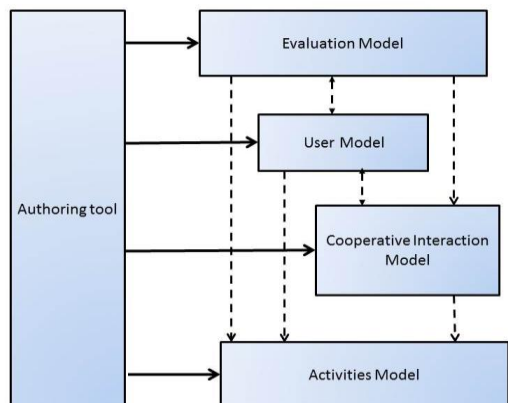 Evaluation Model
User Model
Authoring tool
Cooperative Interaction
Model
Activities Model